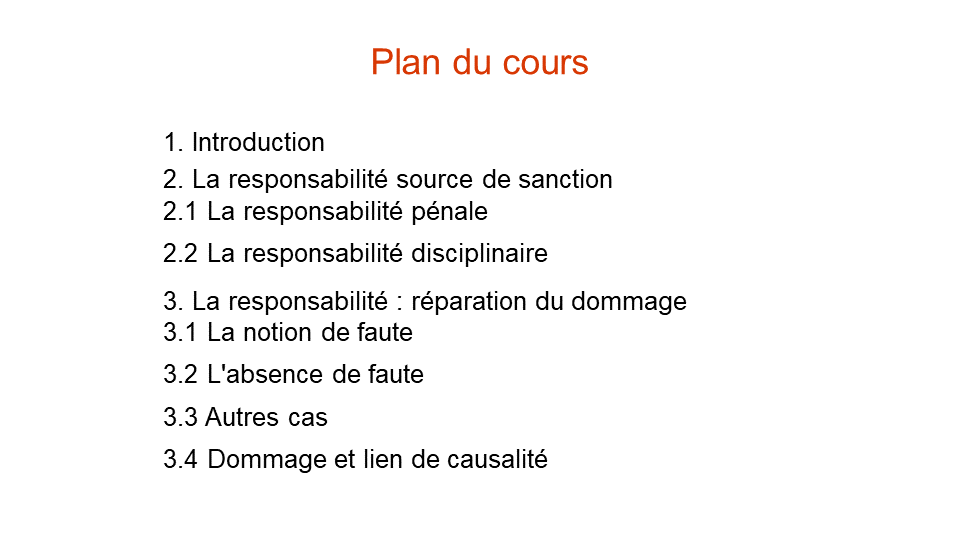 Plan du cours
1. Introduction
2. La responsabilité source de sanction
2.1 La responsabilité pénale
2.2 La responsabilité disciplinaire
3. La responsabilité : réparation du dommage
3.1 La notion de faute
3.2 L'absence de faute
3.3 Autres cas
3.4 Dommage et lien de causalité